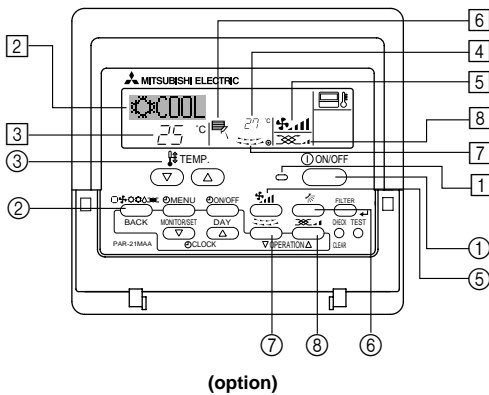 6
4
2
5
MITSUBISHI ELECTRIC
COOL
27 °C
3
25 °C
8
7
③
TEMP.
ON/OFF
1
②
MENU
ON/OFF
FILTER
BACK
MONITOR/SET
DAY
CHECK
TEST
PAR-21MAA
CLOCK
▽OPERATION△
CLEAR
①
⑤
⑦
⑧
⑥
(option)